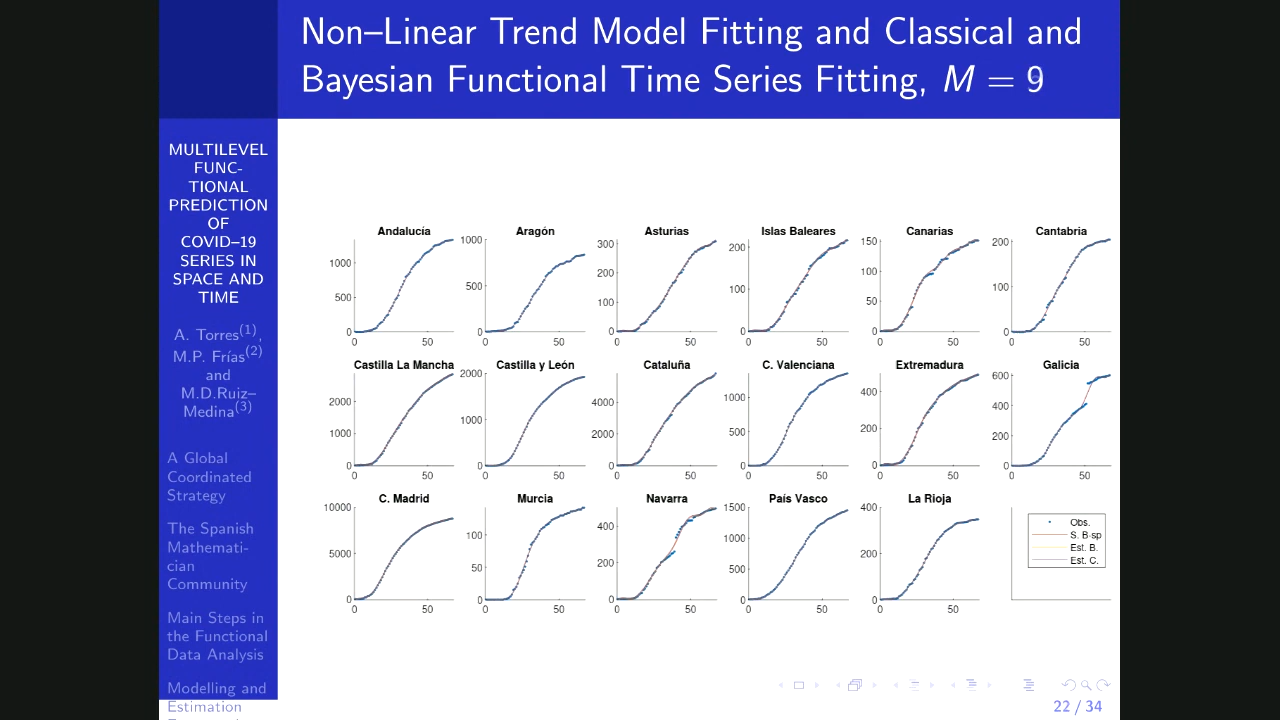 Non–Linear Trend Model Fitting and Classical and
Bayesian Functional Time Series Fitting, M = 9
MULTILEVEL
FUNC-
TIONAL
PREDICTION
OF
COVID–19
SERIES IN
SPACE AND
TIME
A. Torres(1),
M.P. Frías(2)
and
M.D.Ruiz–
Medina(3)
A Global
Coordinated
Strategy
The Spanish
Mathemati-
cian
Community
Main Steps in
the Functional
Data Analysis
Modelling and
Estimation
Andalucía Aragón Asturias Islas Baleares Canarias Cantabria
1000 500 0 0 50
1000 500 0 0 50
300 200 100 0 0 50
200 100 0 0 50
150 100 50 0 0 50
200 100 0 0 50
Castilla La Mancha Castilla y León Cataluña C. Valenciana Extremadura Galicia
2000 1000 0 0 50
2000 1000 0 0 50
4000 2000 0 0 50
1000 500 0 0 50
400 200 0 0 50
600 400 200 0 0 50
C. Madrid Murcia Navarra País Vasco La Rioja
10000 5000 0 0 50
100 50 0 0 50
400 200 0 0 50
1500 1000 500 0 0 50
400 200 0 0 50
Obs.
S. B-sp
Est. B.
Est. C.
22 / 34